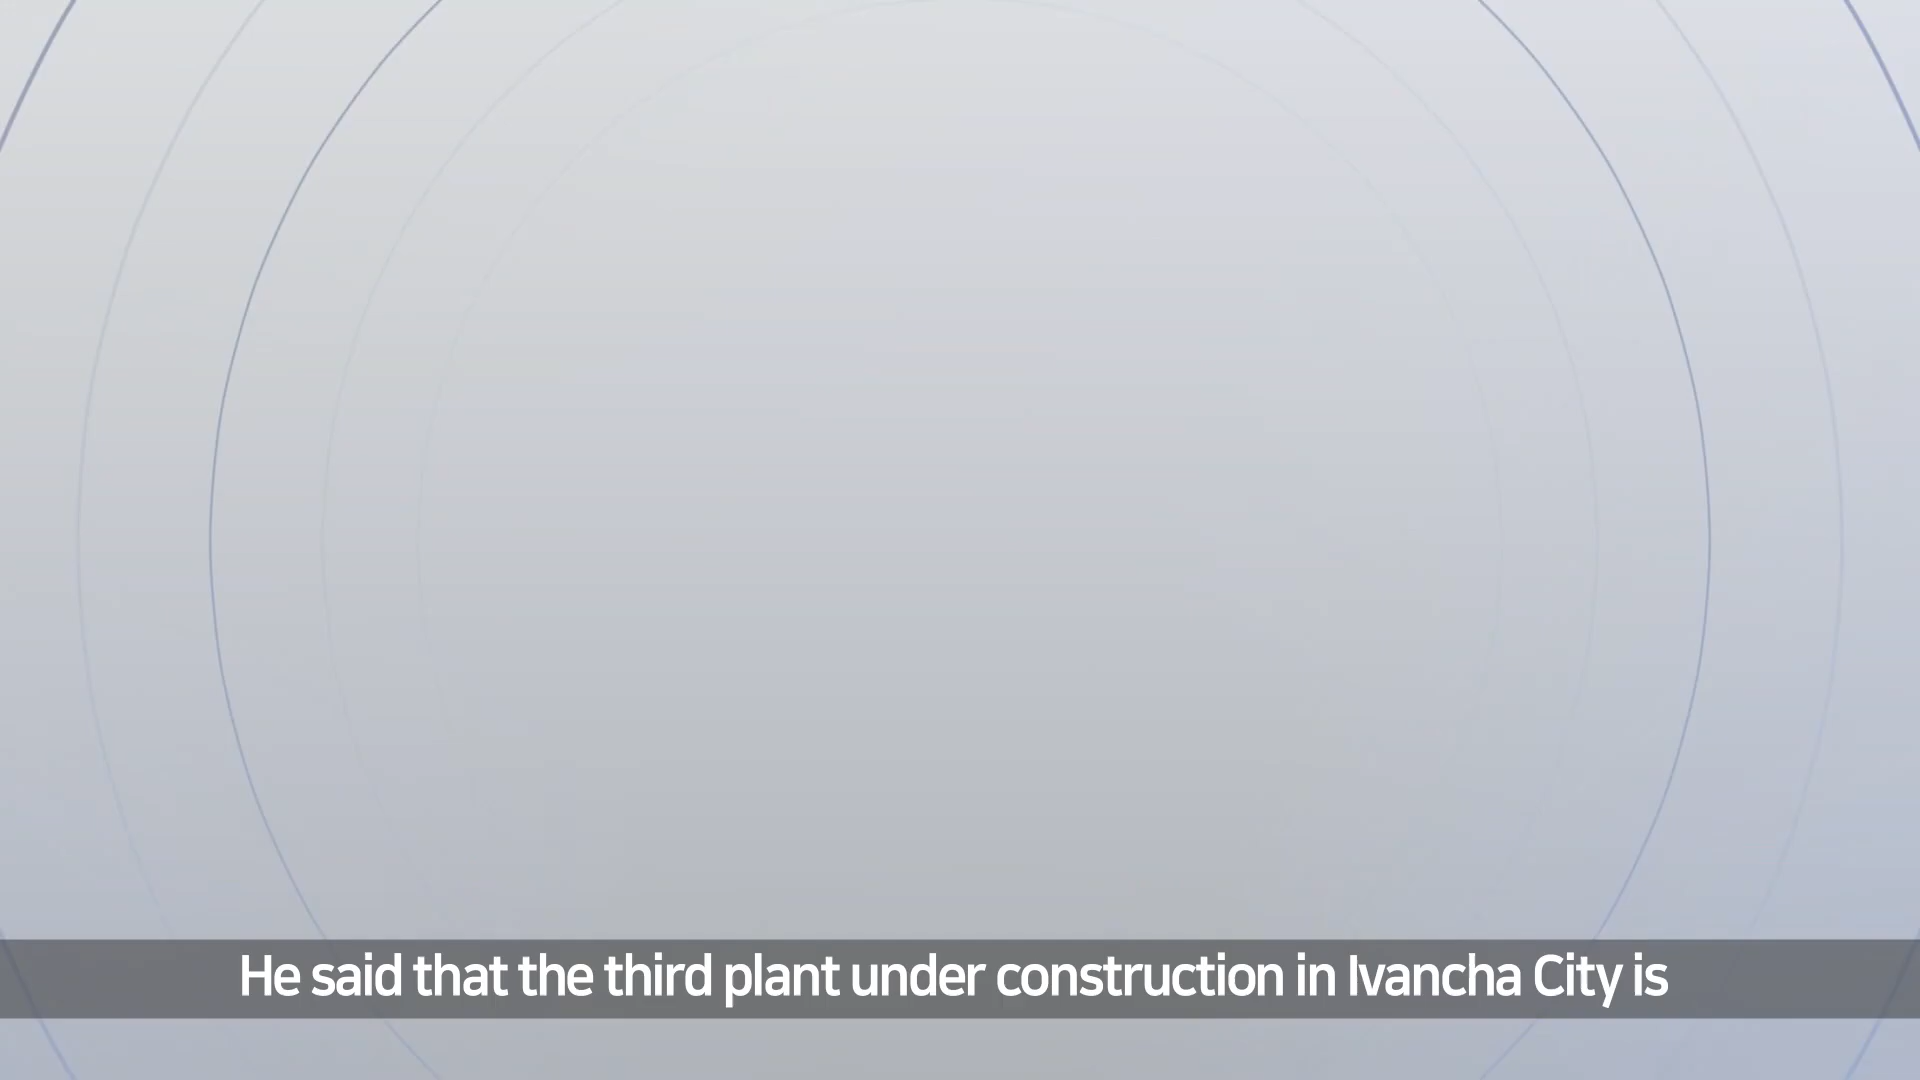 He said that the third plant under construction in Ivancha City is